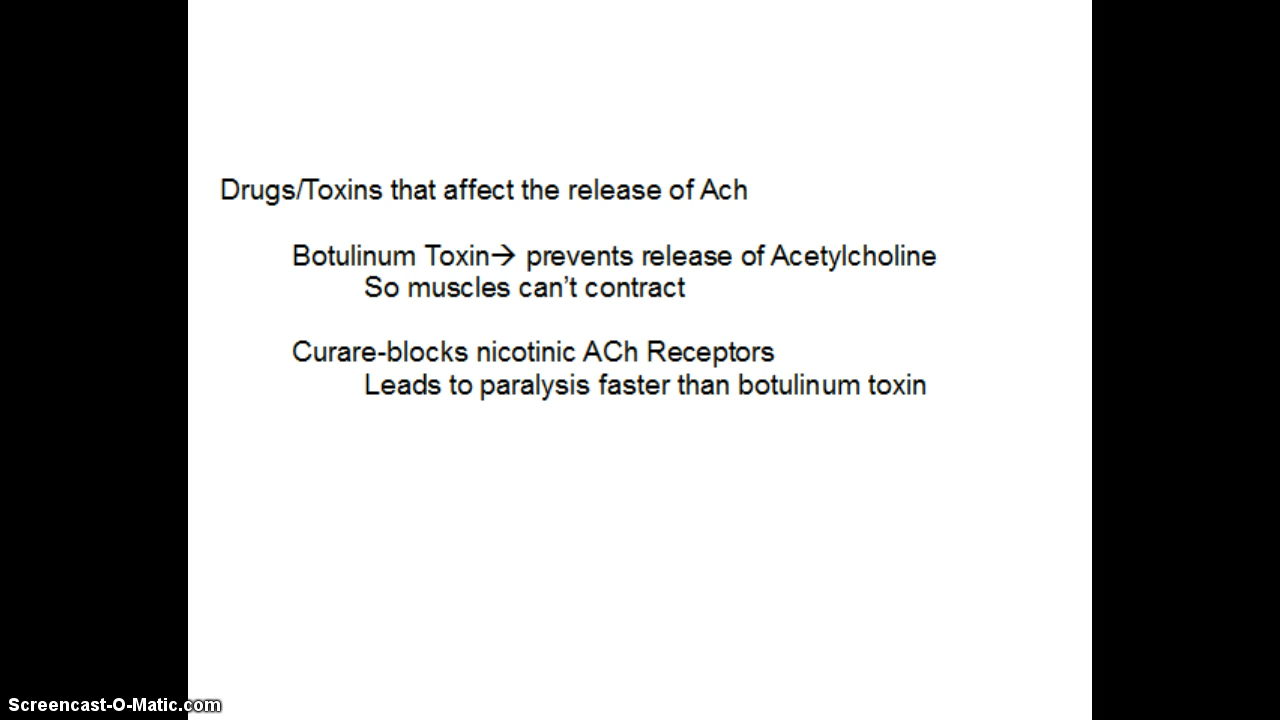 Drugs/Toxins that affect the release of Ach
Botulinum Toxin→ prevents release of Acetylcholine
So muscles can't contract
Curare-blocks nicotinic ACh Receptors
Leads to paralysis faster than botulinum toxin
Screencast-O-Matic.com